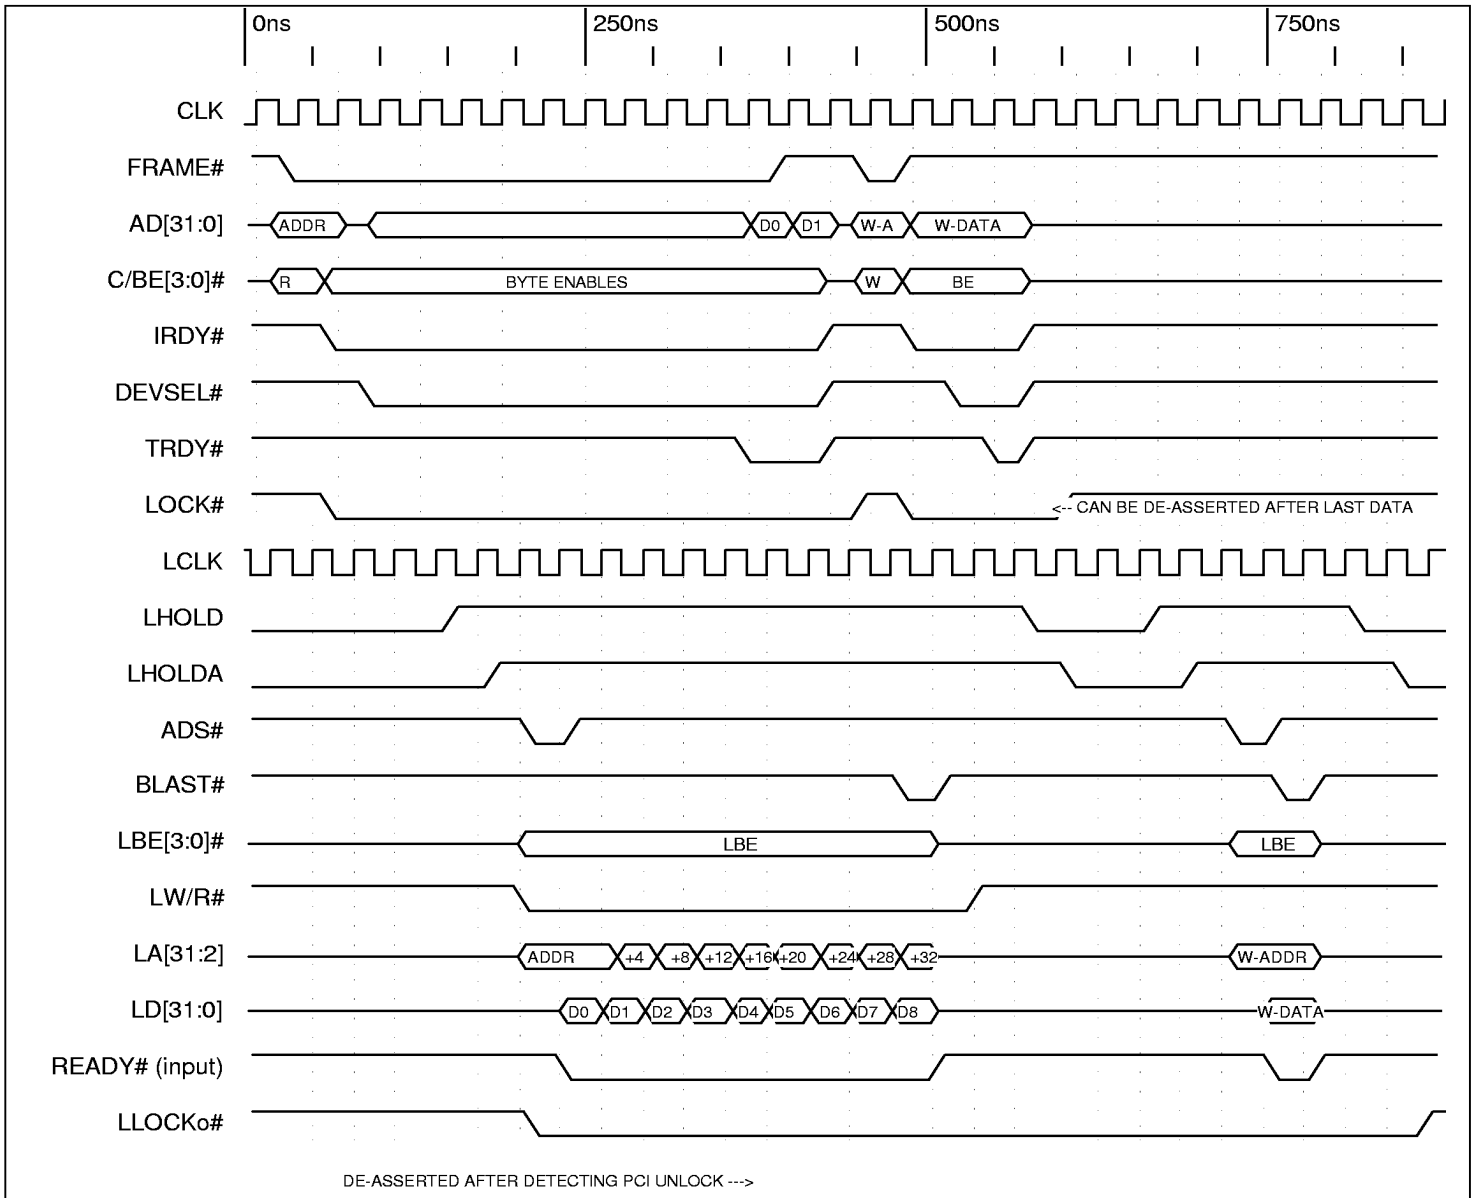 0ns 250ns 500ns 750ns
CLK
FRAME#
AD[31:0] ADDR D0 D1 W-A W-DATA
C/BE[3:0]# R BYTE ENABLES W BE
IRDY#
DEVSEL#
TRDY#
LOCK# <-- CAN BE DE-ASSERTED AFTER LAST DATA
LCLK
LHOLD
LHOLDA
ADS#
BLAST#
LBE[3:0]# LBE LBE
LW/R#
LA[31:2] ADDR +4 +8 +12 +16 +20 +24 +28 +32 W-ADDR
LD[31:0] D0 D1 D2 D3 D4 D5 D6 D7 D8 W-DATA
READY# (input)
LLOCKo#
DE-ASSERTED AFTER DETECTING PCI UNLOCK --->